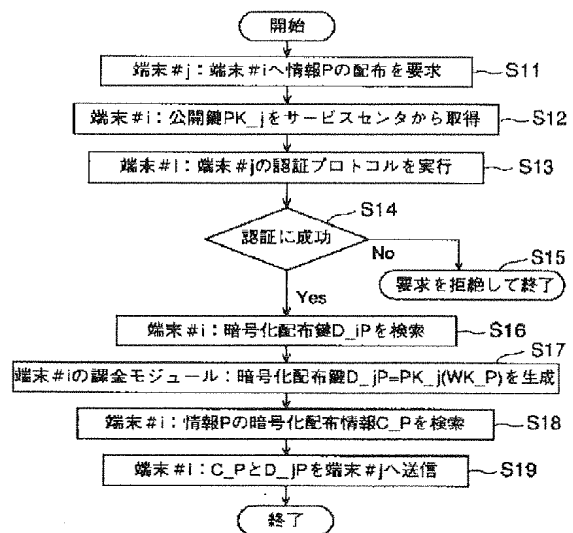 開始
端末#j：端末#iへ情報Pの配布を要求
S11
端末#i：公開鍵PK_jをサービスセンタから取得
S12
端末#i：端末#jの認証プロトコルを実行
S13
S14
認証に成功
No
S15
要求を拒絶して終了
Yes
端末#i：暗号化配布鍵D_iPを検索
S16
S17
端末#iの課金モジュール：暗号化配布鍵D_jP=PK_j(WK_P)を生成
端末#i：情報Pの暗号化配布情報C_Pを検索
S18
端末#i：C_PとD_jPを端末#jへ送信
S19
終了